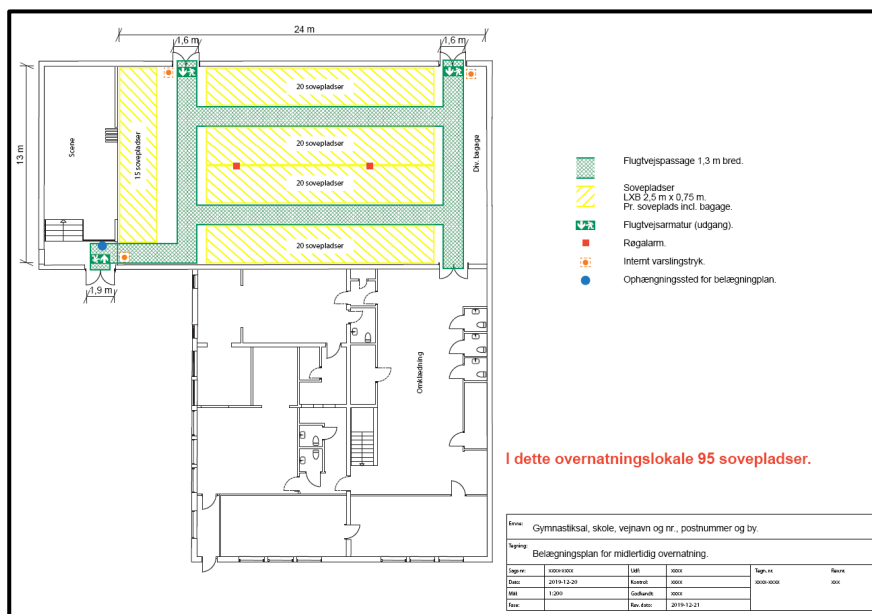 24 m
1,6 m
1,6 m
13 m
Scene
15 sovepladser
20 sovepladser
20 sovepladser
20 sovepladser
20 sovepladser
Div. bagage
1,9 m
Omklædning
Flugtvejspassage 1,3 m bred.
Sovepladser
LXB 2,5 m x 0,75 m.
Pr. soveplads incl. bagage.
Flugtvejsarmatur (udgang).
Røgalarm.
Internt varslingstryk.
Ophængningssted for belægningplan.
I dette overnatningslokale 95 sovepladser.
Emne: Gymnastiksal, skole, vejnavn og nr., postnummer og by.
Tegning: Belægningsplan for midlertidig overnatning.
Sags nr: xxxx-xxxx Udf: xxxx Tegn. nr. Rev.nr.
Dato: 2019-12-20 Kontrol: xxxx xxxx-xxxx xxx
Mål: 1:200 Godkendt: xxxx
Fase: Rev. dato: 2019-12-21